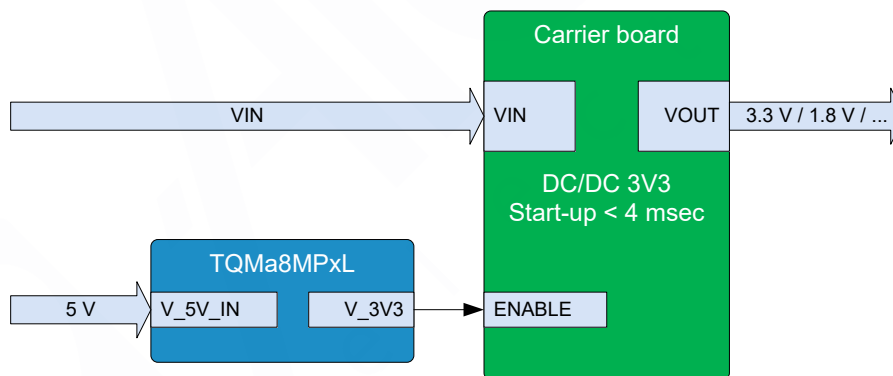 Carrier board
VIN
VIN
VOUT
3.3 V / 1.8 V / ...
DC/DC 3V3
Start-up < 4 msec
TQMa8MPxL
5 V
V_5V_IN
V_3V3
ENABLE